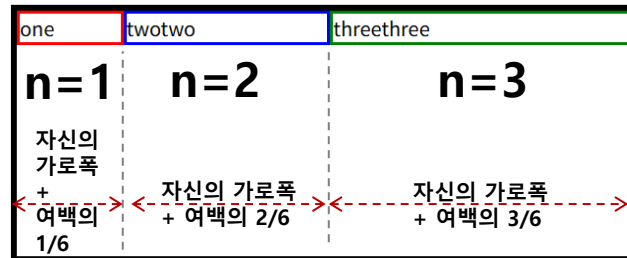 one
twotwo
threethree
n=1
n=2
n=3
자신의
가로폭
+
여백의
1/6
자신의 가로폭
+ 여백의 2/6
자신의 가로폭
+ 여백의 3/6